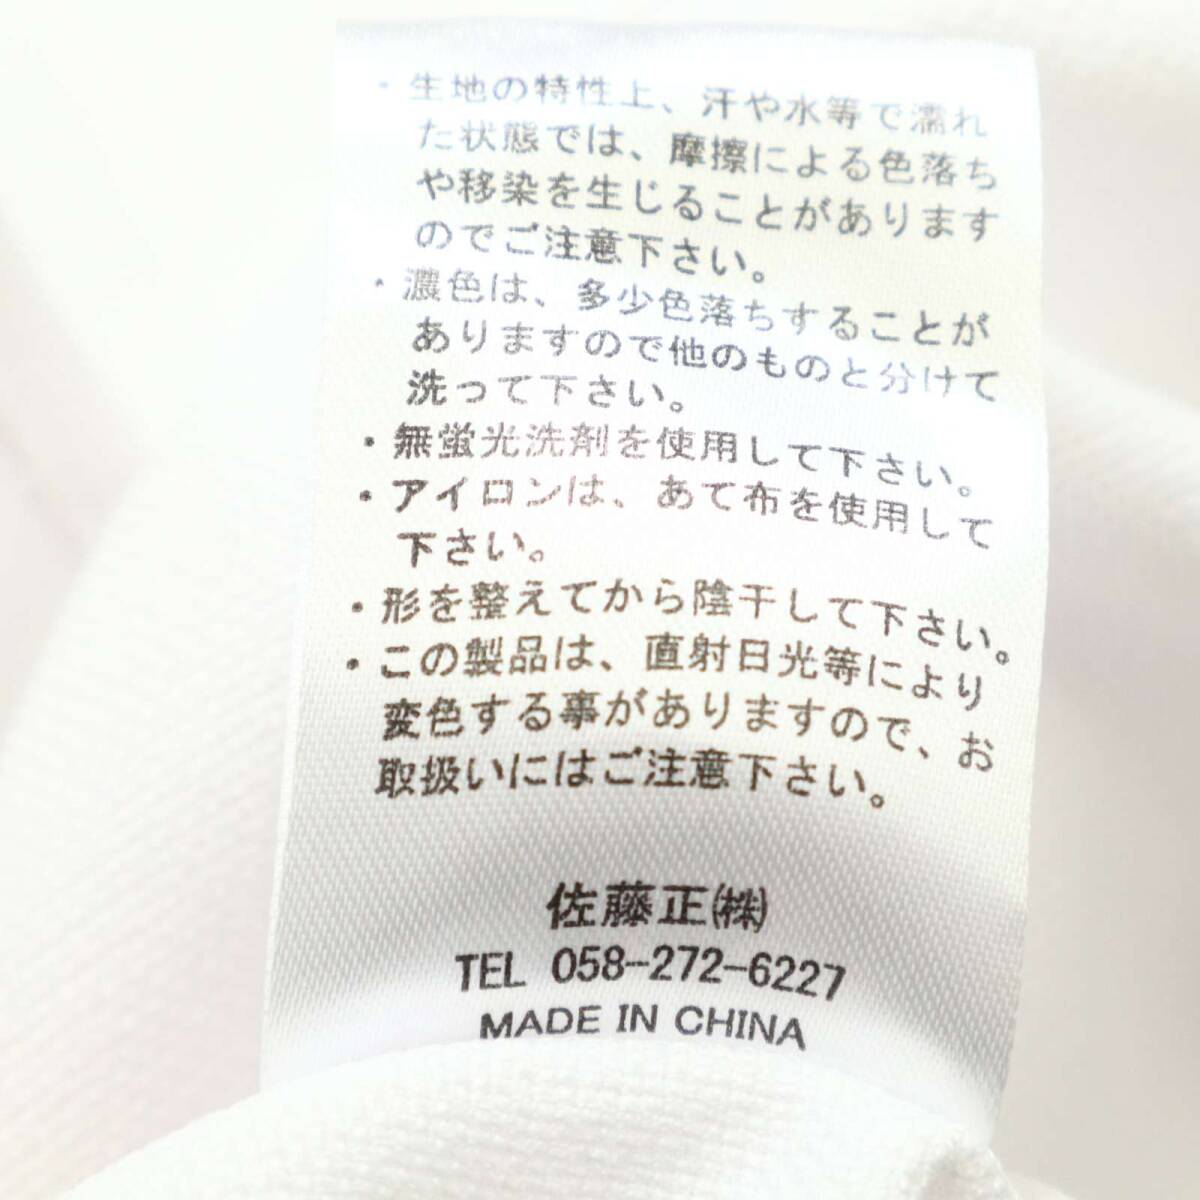 ・生地の特性上、汗や水等で濡れ
た状態では、摩擦による色落ち
や移染を生じることがあります
のでご注意下さい。
・濃色は、多少色落ちすることが
ありますので他のものと分けて
洗って下さい。
・無蛍光洗剤を使用して下さい。
・アイロンは、あて布を使用して
下さい。
・形を整えてから陰干して下さい。
・この製品は、直射日光等により
変色する事がありますので、お
取扱いにはご注意下さい。
佐藤正㈱
TEL 058-272-6227
MADE IN CHINA